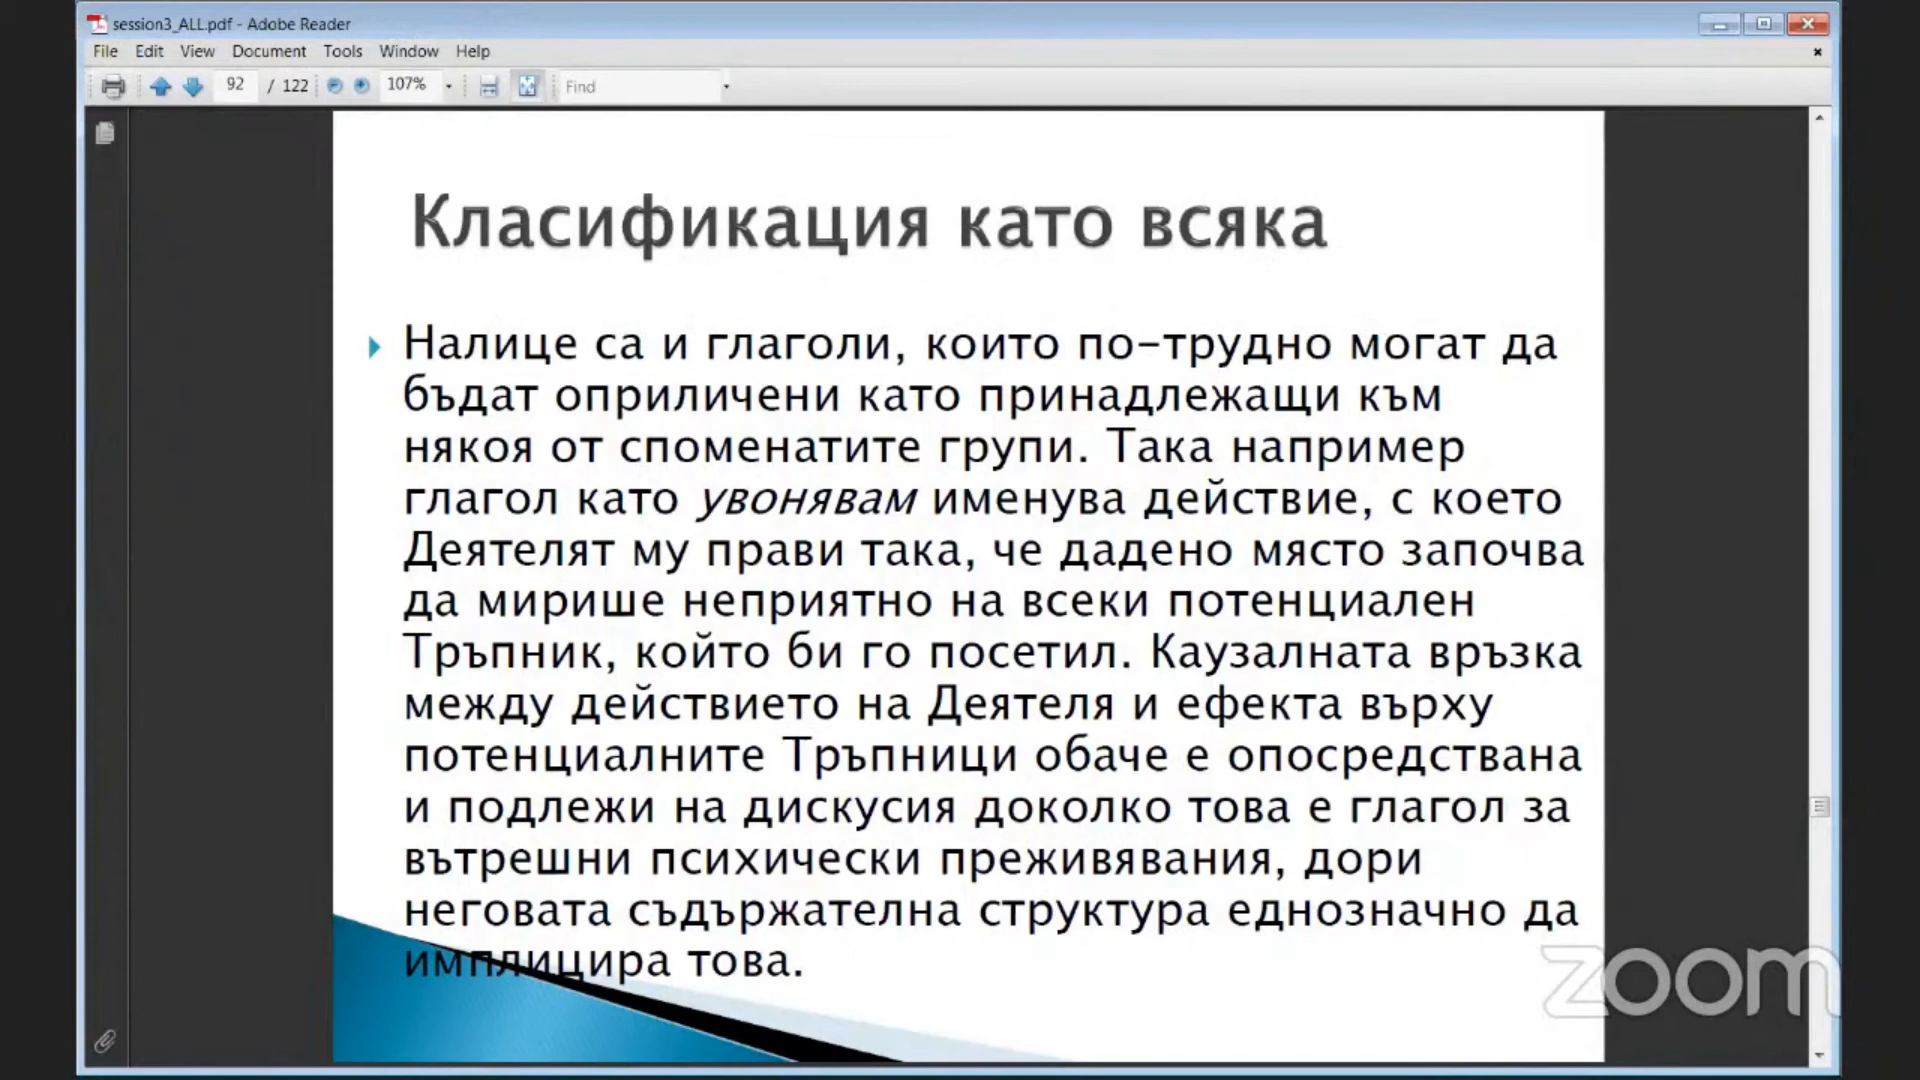 session3_ALL.pdf - Adobe Reader
File Edit View Document Tools Window Help
92 / 122 107% Find
Класификация като всяка
Налице са и глаголи, които по-трудно могат да
бъдат оприличени като принадлежащи към
някоя от споменатите групи. Така например
глагол като увонявам именува действие, с което
Деятелят му прави така, че дадено място започва
да мирише неприятно на всеки потенциален
Тръпник, който би го посетил. Каузалната връзка
между действието на Деятеля и ефекта върху
потенциалните Тръпници обаче е опосредствана
и подлежи на дискусия доколко това е глагол за
вътрешни психически преживявания, дори
неговата съдържателна структура еднозначно да
имплицира това.
zoom